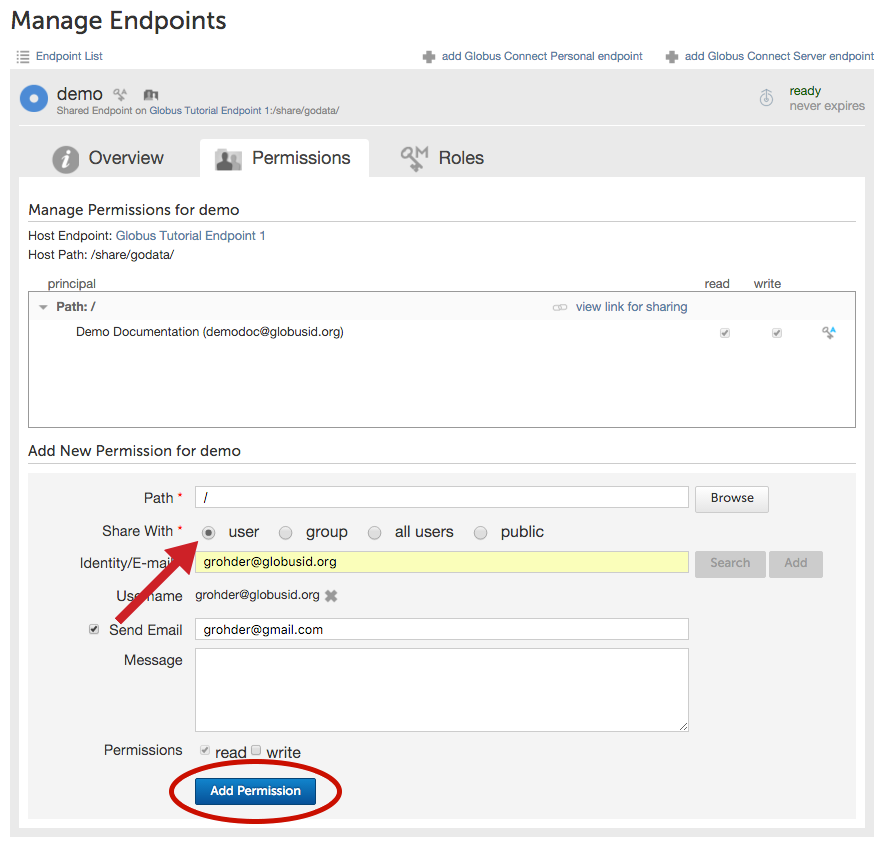 Manage Endpoints
Endpoint List add Globus Connect Personal endpoint add Globus Connect Server endpoint
demo ready
Shared Endpoint on Globus Tutorial Endpoint 1:/share/godata/ never expires
Overview Permissions Roles
Manage Permissions for demo
Host Endpoint: Globus Tutorial Endpoint 1
Host Path: /share/godata/
principal read write
Path: / view link for sharing
Demo Documentation (demodoc@globusid.org)
Add New Permission for demo
Path * / Browse
Share With * user group all users public
Identity/E-mail grohder@globusid.org Search Add
Username grohder@globusid.org
Send Email grohder@gmail.com
Message
Permissions read write
Add Permission